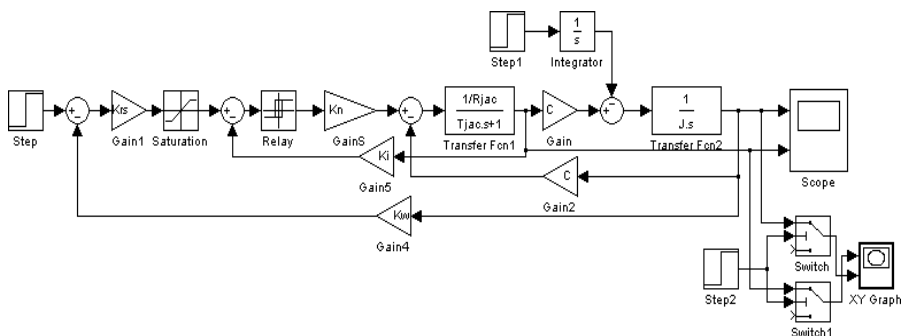 Step1
1
s
Integrator
Step
+
-
Krs
Gain1
Saturation
+
-
Relay
Kn
GainS
+
-
1/Rjac
Tjac.s+1
Transfer Fcn1
C
Gain
-
+
1
J.s
Transfer Fcn2
Scope
Ki
Gain5
C
Gain2
Kw
Gain4
Step2
Switch
XY Graph
Switch1